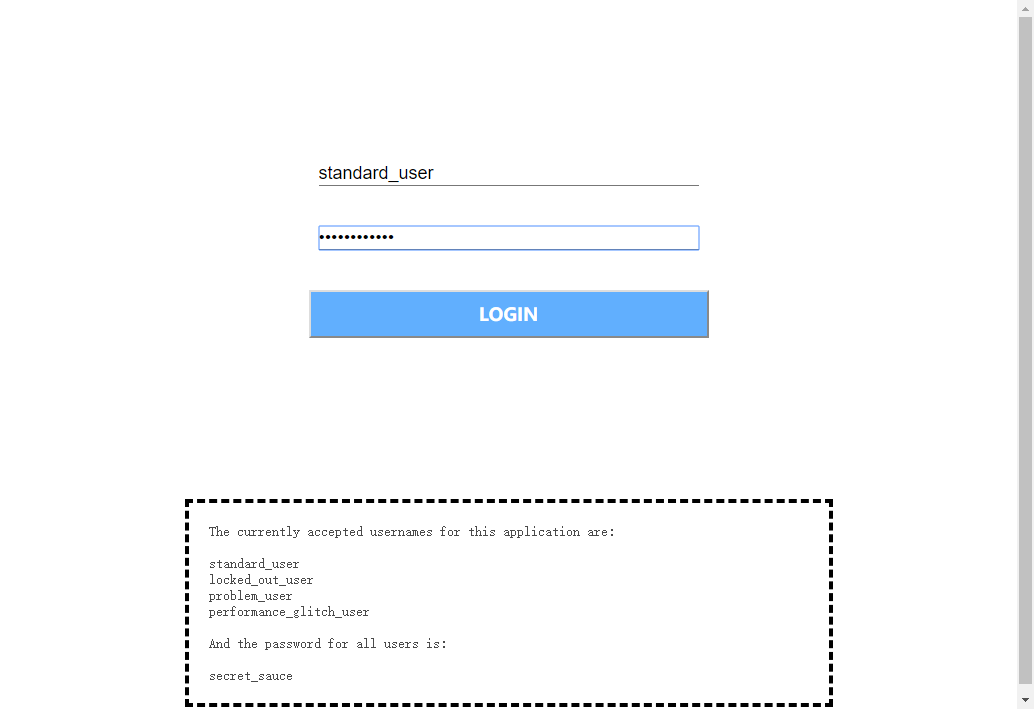 standard_user
••••••••••••
LOGIN
The currently accepted usernames for this application are:
standard_user
locked_out_user
problem_user
performance_glitch_user
And the password for all users is:
secret_sauce